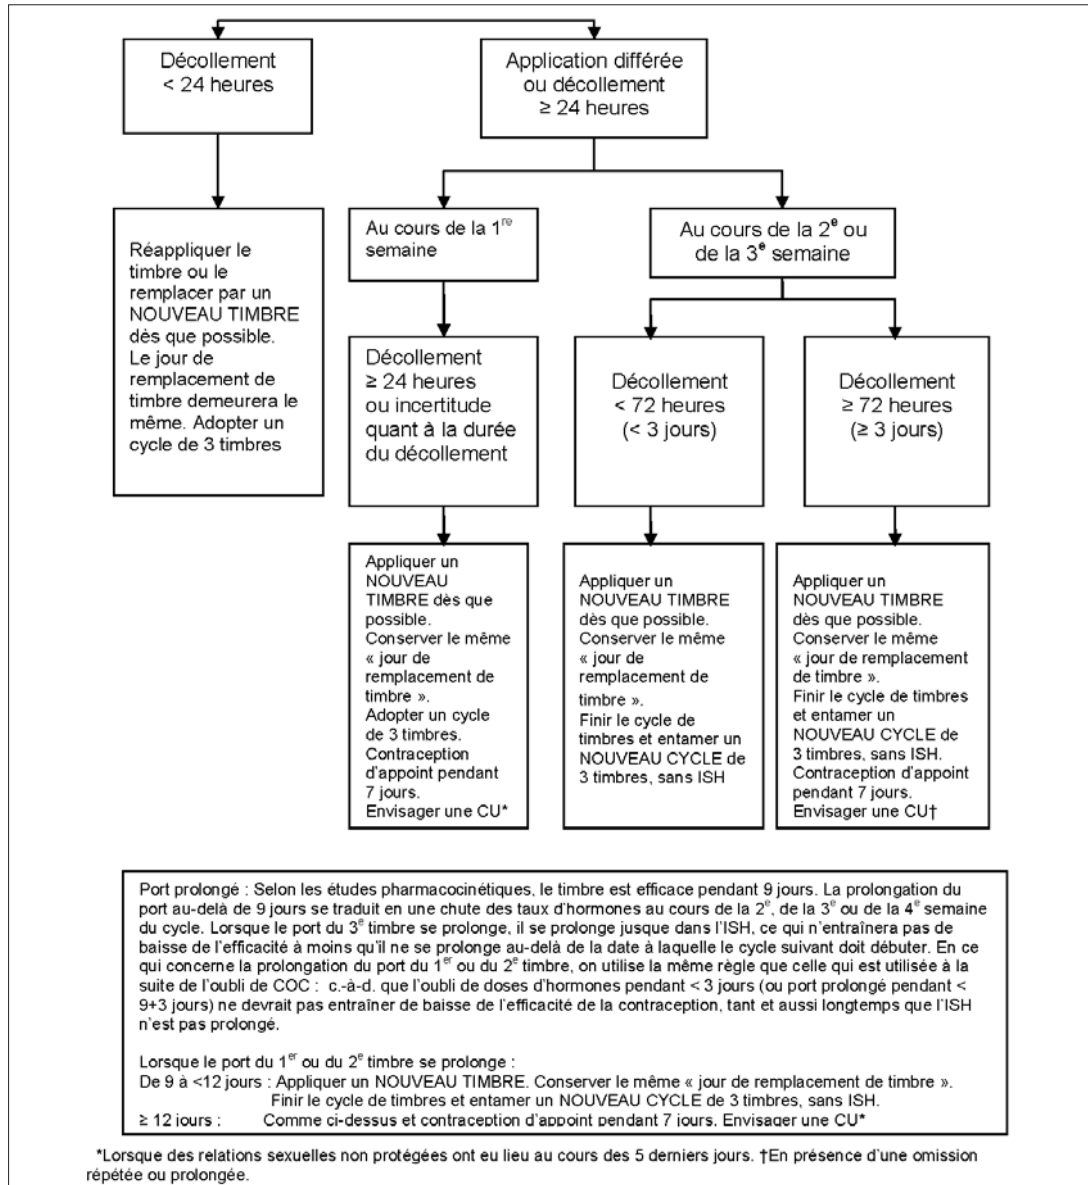 Décollement
< 24 heures
Application différée
ou décollement
≥ 24 heures
Réappliquer le
timbre ou le
remplacer par un
NOUVEAU TIMBRE
dès que possible.
Le jour de
remplacement de
timbre demeurera le
même. Adopter un
cycle de 3 timbres
Au cours de la 1re
semaine
Au cours de la 2e ou
de la 3e semaine
Décollement
≥ 24 heures
ou incertitude
quant à la durée
du décollement
Décollement
< 72 heures
(< 3 jours)
Décollement
≥ 72 heures
(≥ 3 jours)
Appliquer un
NOUVEAU
TIMBRE dès que
possible.
Conserver le même
« jour de
remplacement de
timbre ».
Adopter un cycle
de 3 timbres.
Contraception
d'appoint pendant
7 jours.
Envisager une CU*
Appliquer un
NOUVEAU TIMBRE
dès que possible.
Conserver le même
« jour de
remplacement de
timbre ».
Finir le cycle de
timbres et entamer un
NOUVEAU CYCLE de
3 timbres, sans ISH
Appliquer un
NOUVEAU TIMBRE
dès que possible.
Conserver le même
« jour de remplacement
de timbre ».
Finir le cycle de timbres
et entamer un
NOUVEAU CYCLE de
3 timbres, sans ISH.
Contraception d'appoint
pendant 7 jours.
Envisager une CU†
Port prolongé : Selon les études pharmacocinétiques, le timbre est efficace pendant 9 jours. La prolongation du
port au-delà de 9 jours se traduit en une chute des taux d'hormones au cours de la 2e, de la 3e ou de la 4e semaine
du cycle. Lorsque le port du 3e timbre se prolonge, il se prolonge jusque dans l'ISH, ce qui n'entraînera pas de
baisse de l'efficacité à moins qu'il ne se prolonge au-delà de la date à laquelle le cycle suivant doit débuter. En ce
qui concerne la prolongation du port du 1er ou du 2e timbre, on utilise la même règle que celle qui est utilisée à la
suite de l'oubli de COC : c.-à-d. que l'oubli de doses d'hormones pendant < 3 jours (ou port prolongé pendant <
9+3 jours) ne devrait pas entraîner de baisse de l'efficacité de la contraception, tant et aussi longtemps que l'ISH
n'est pas prolongé.
Lorsque le port du 1er ou du 2e timbre se prolonge :
De 9 à <12 jours : Appliquer un NOUVEAU TIMBRE. Conserver le même « jour de remplacement de timbre ».
Finir le cycle de timbres et entamer un NOUVEAU CYCLE de 3 timbres, sans ISH.
≥ 12 jours : Comme ci-dessus et contraception d'appoint pendant 7 jours. Envisager une CU*
*Lorsque des relations sexuelles non protégées ont eu lieu au cours des 5 derniers jours. †En présence d'une omission
répétée ou prolongée.